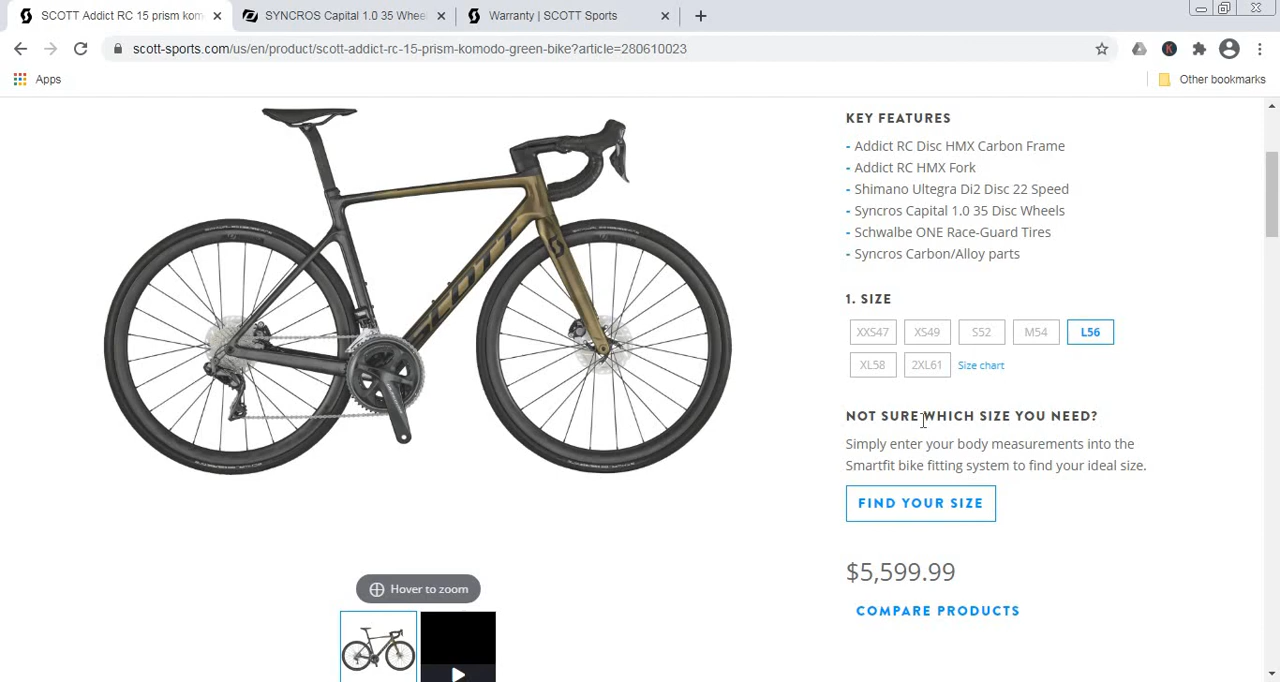 SCOTT Addict RC 15 prism kom
SYNCROS Capital 1.0 35 Whee
Warranty | SCOTT Sports
scott-sports.com/us/en/product/scott-addict-rc-15-prism-komodo-green-bike?article=280610023
K
Apps
Other bookmarks
KEY FEATURES
- Addict RC Disc HMX Carbon Frame
- Addict RC HMX Fork
- Shimano Ultegra Di2 Disc 22 Speed
- Syncros Capital 1.0 35 Disc Wheels
- Schwalbe ONE Race-Guard Tires
- Syncros Carbon/Alloy parts
SCOTT
1. SIZE
XXS47 XS49 S52 M54 L56
XL58 2XL61 Size chart
NOT SURE WHICH SIZE YOU NEED?
Simply enter your body measurements into the
Smartfit bike fitting system to find your ideal size.
FIND YOUR SIZE
$5,599.99
COMPARE PRODUCTS
Hover to zoom